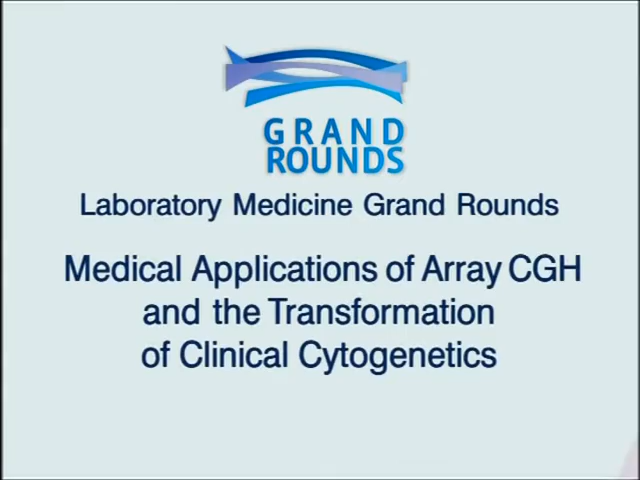 GRAND
ROUNDS
Laboratory Medicine Grand Rounds
Medical Applications of Array CGH
and the Transformation
of Clinical Cytogenetics